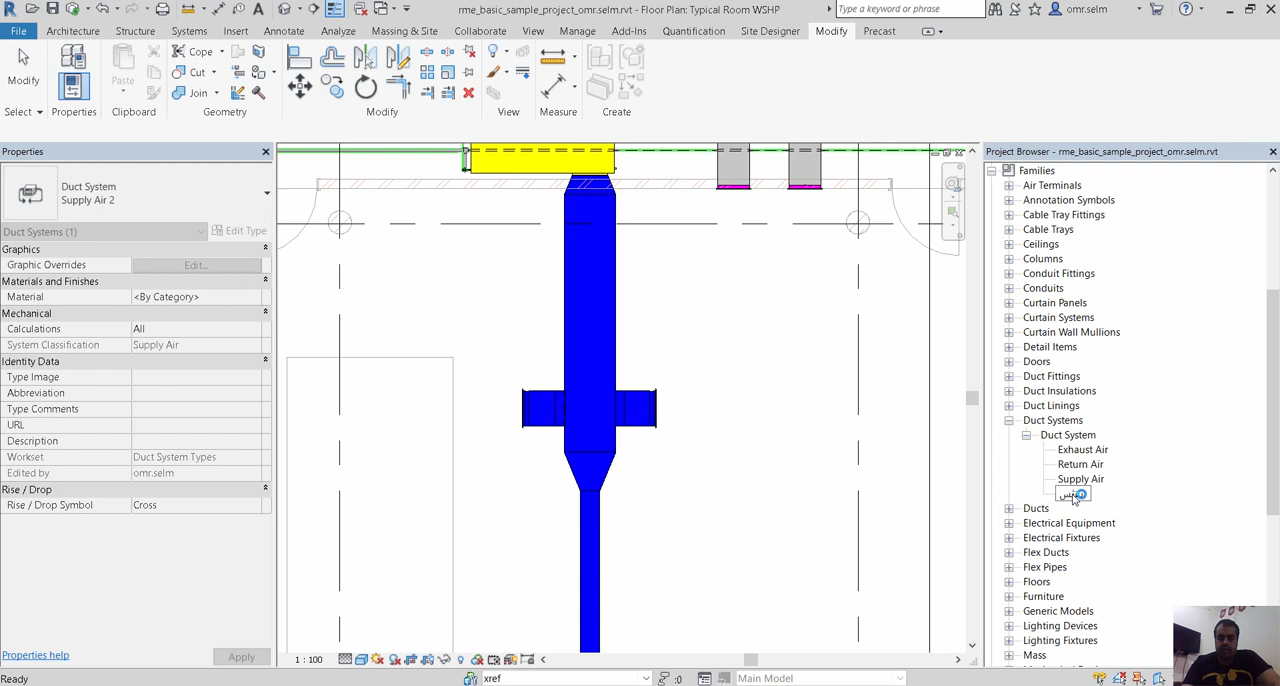 rme_basic_sample_project_omr.selm.rvt - Floor Plan: Typical Room WSHP
Type a keyword or phrase
omr.selm
File Architecture Structure Systems Insert Annotate Analyze Massing & Site Collaborate View Manage Add-Ins Quantification Site Designer Modify Precast
Modify
Paste
Cope
Cut
Join
Select Properties Clipboard Geometry Modify View Measure Create
Properties
Duct System
Supply Air 2
Duct Systems (1)
Edit Type
Graphics
Graphic Overrides Edit...
Materials and Finishes
Material <By Category>
Mechanical
Calculations All
System Classification Supply Air
Identity Data
Type Image
Abbreviation
Type Comments
URL
Description
Workset Duct System Types
Edited by omr.selm
Rise / Drop
Rise / Drop Symbol Cross
Properties help
Apply
Project Browser - rme_basic_sample_project_omr.selm.rvt
Families
Air Terminals
Annotation Symbols
Cable Tray Fittings
Cable Trays
Ceilings
Columns
Conduit Fittings
Conduits
Curtain Panels
Curtain Systems
Curtain Wall Mullions
Detail Items
Doors
Duct Fittings
Duct Insulations
Duct Linings
Duct Systems
Duct System
Exhaust Air
Return Air
Supply Air
Ducts
Electrical Equipment
Electrical Fixtures
Flex Ducts
Flex Pipes
Floors
Furniture
Generic Models
Lighting Devices
Lighting Fixtures
Mass
Ready
xref
:0
Main Model